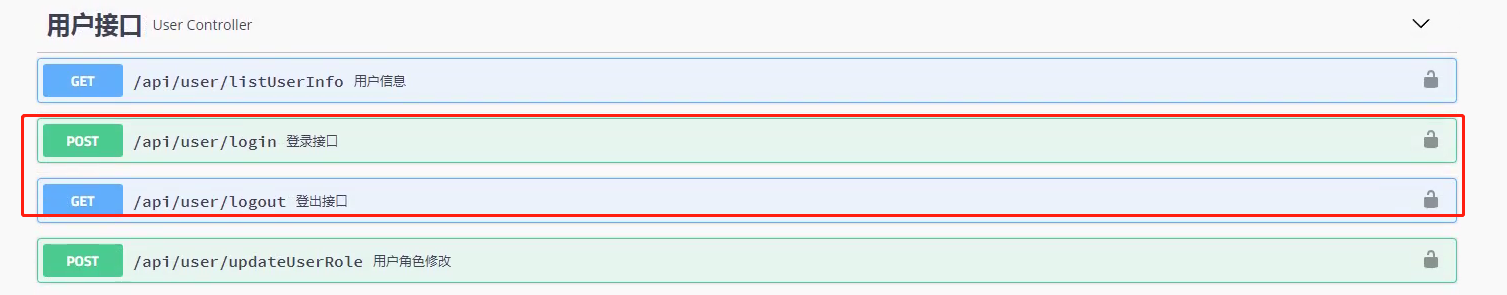 用户接口 User Controller
GET /api/user/listUserInfo 用户信息
POST /api/user/login 登录接口
GET /api/user/logout 登出接口
POST /api/user/updateUserRole 用户角色修改